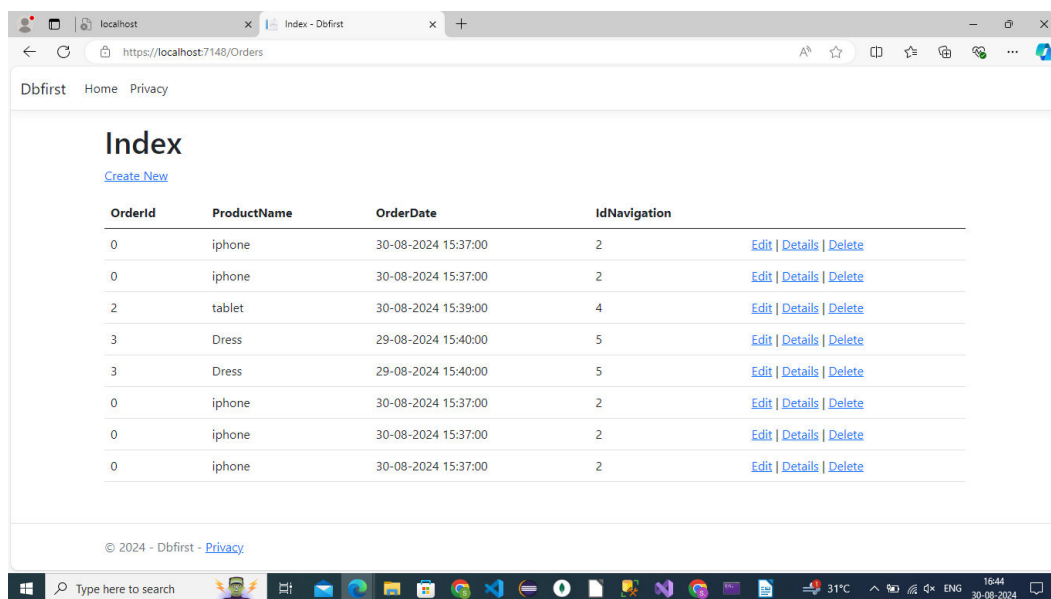 localhost
Index - Dbfirst
https://localhost:7148/Orders
Dbfirst Home Privacy
Index
Create New
OrderId ProductName OrderDate IdNavigation
0 iphone 30-08-2024 15:37:00 2 Edit | Details | Delete
0 iphone 30-08-2024 15:37:00 2 Edit | Details | Delete
2 tablet 30-08-2024 15:39:00 4 Edit | Details | Delete
3 Dress 29-08-2024 15:40:00 5 Edit | Details | Delete
3 Dress 29-08-2024 15:40:00 5 Edit | Details | Delete
0 iphone 30-08-2024 15:37:00 2 Edit | Details | Delete
0 iphone 30-08-2024 15:37:00 2 Edit | Details | Delete
0 iphone 30-08-2024 15:37:00 2 Edit | Details | Delete
© 2024 - Dbfirst - Privacy
Type here to search 31°C ENG 16:44
30-08-2024